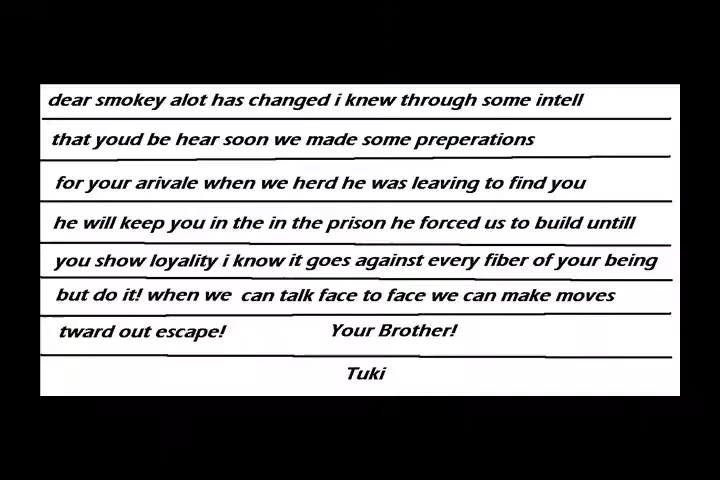 dear smokey alot has changed i knew through some intell
that youd be hear soon we made some preperations
for your arivale when we herd he was leaving to find you
he will keep you in the in the prison he forced us to build untill
you show loyality i know it goes against every fiber of your being
but do it! when we can talk face to face we can make moves
tward out escape! Your Brother!
Tuki